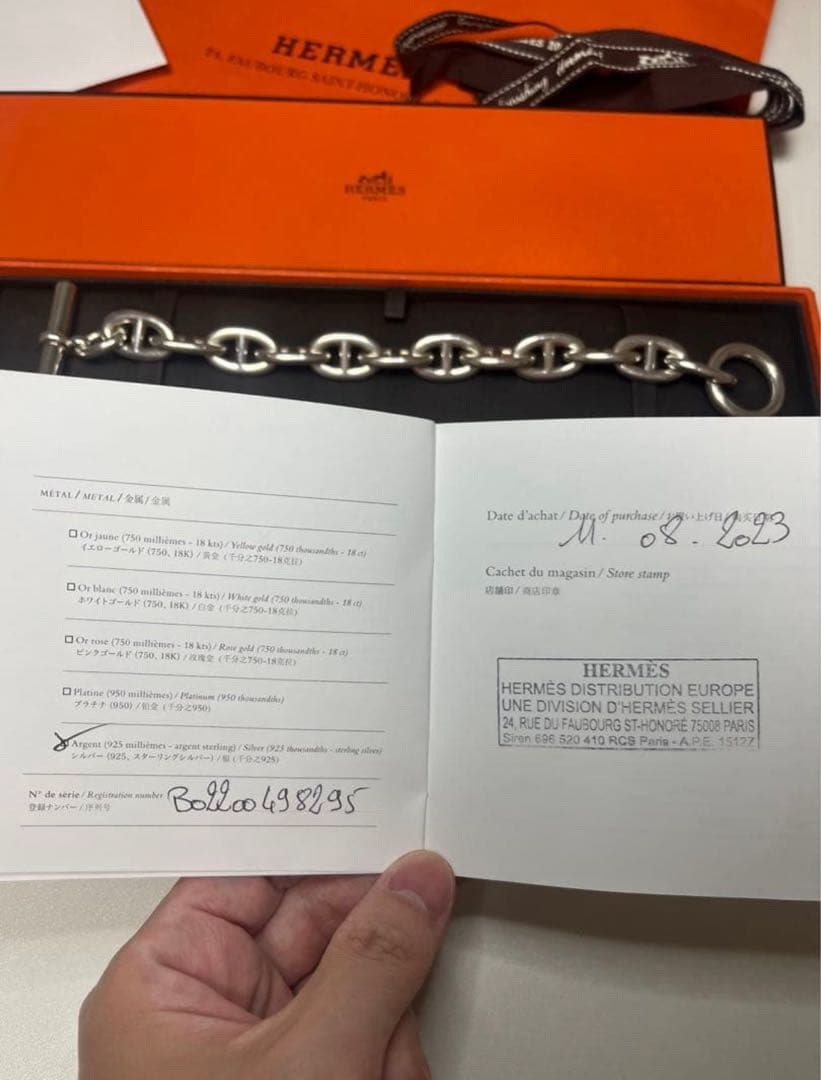 HERMÈS
24, FAUBOURG SAINT-HONORÉ
HERMÈS
PARIS
MÉTAL / METAL / 金属 / 金属
Or jaune (750 millièmes - 18 kts) / Yellow gold (750 thousandths - 18 ct)
イエローゴールド (750, 18K) / 黄金 (千分之750-18克拉)
Or blanc (750 millièmes - 18 kts) / White gold (750 thousandths - 18 ct)
ホワイトゴールド (750, 18K) / 白金 (千分之750-18克拉)
Or rose (750 millièmes - 18 kts) / Rose gold (750 thousandths - 18 ct)
ピンクゴールド (750, 18K) / 玫瑰金 (千分之750-18克拉)
Platine (950 millièmes) / Platinum (950 thousandths)
プラチナ (950) / 铂金 (千分之950)
Argent (925 millièmes - argent sterling) / Silver (925 thousandths - sterling silver)
シルバー (925, スターリングシルバー) / 银 (千分之925)
N° de série / Registration number B02200498295
登録ナンバー / 序列号
Date d'achat / Date of purchase / お買い上げ日
11. 08. 2023
Cachet du magasin / Store stamp
店舗印 / 商店印章
HERMÈS
HERMÈS DISTRIBUTION EUROPE
UNE DIVISION D'HERMÈS SELLIER
24, RUE DU FAUBOURG ST-HONORÉ 75008 PARIS
Siren 696 520 410 RCS Paris - A.P.E. 1512Z